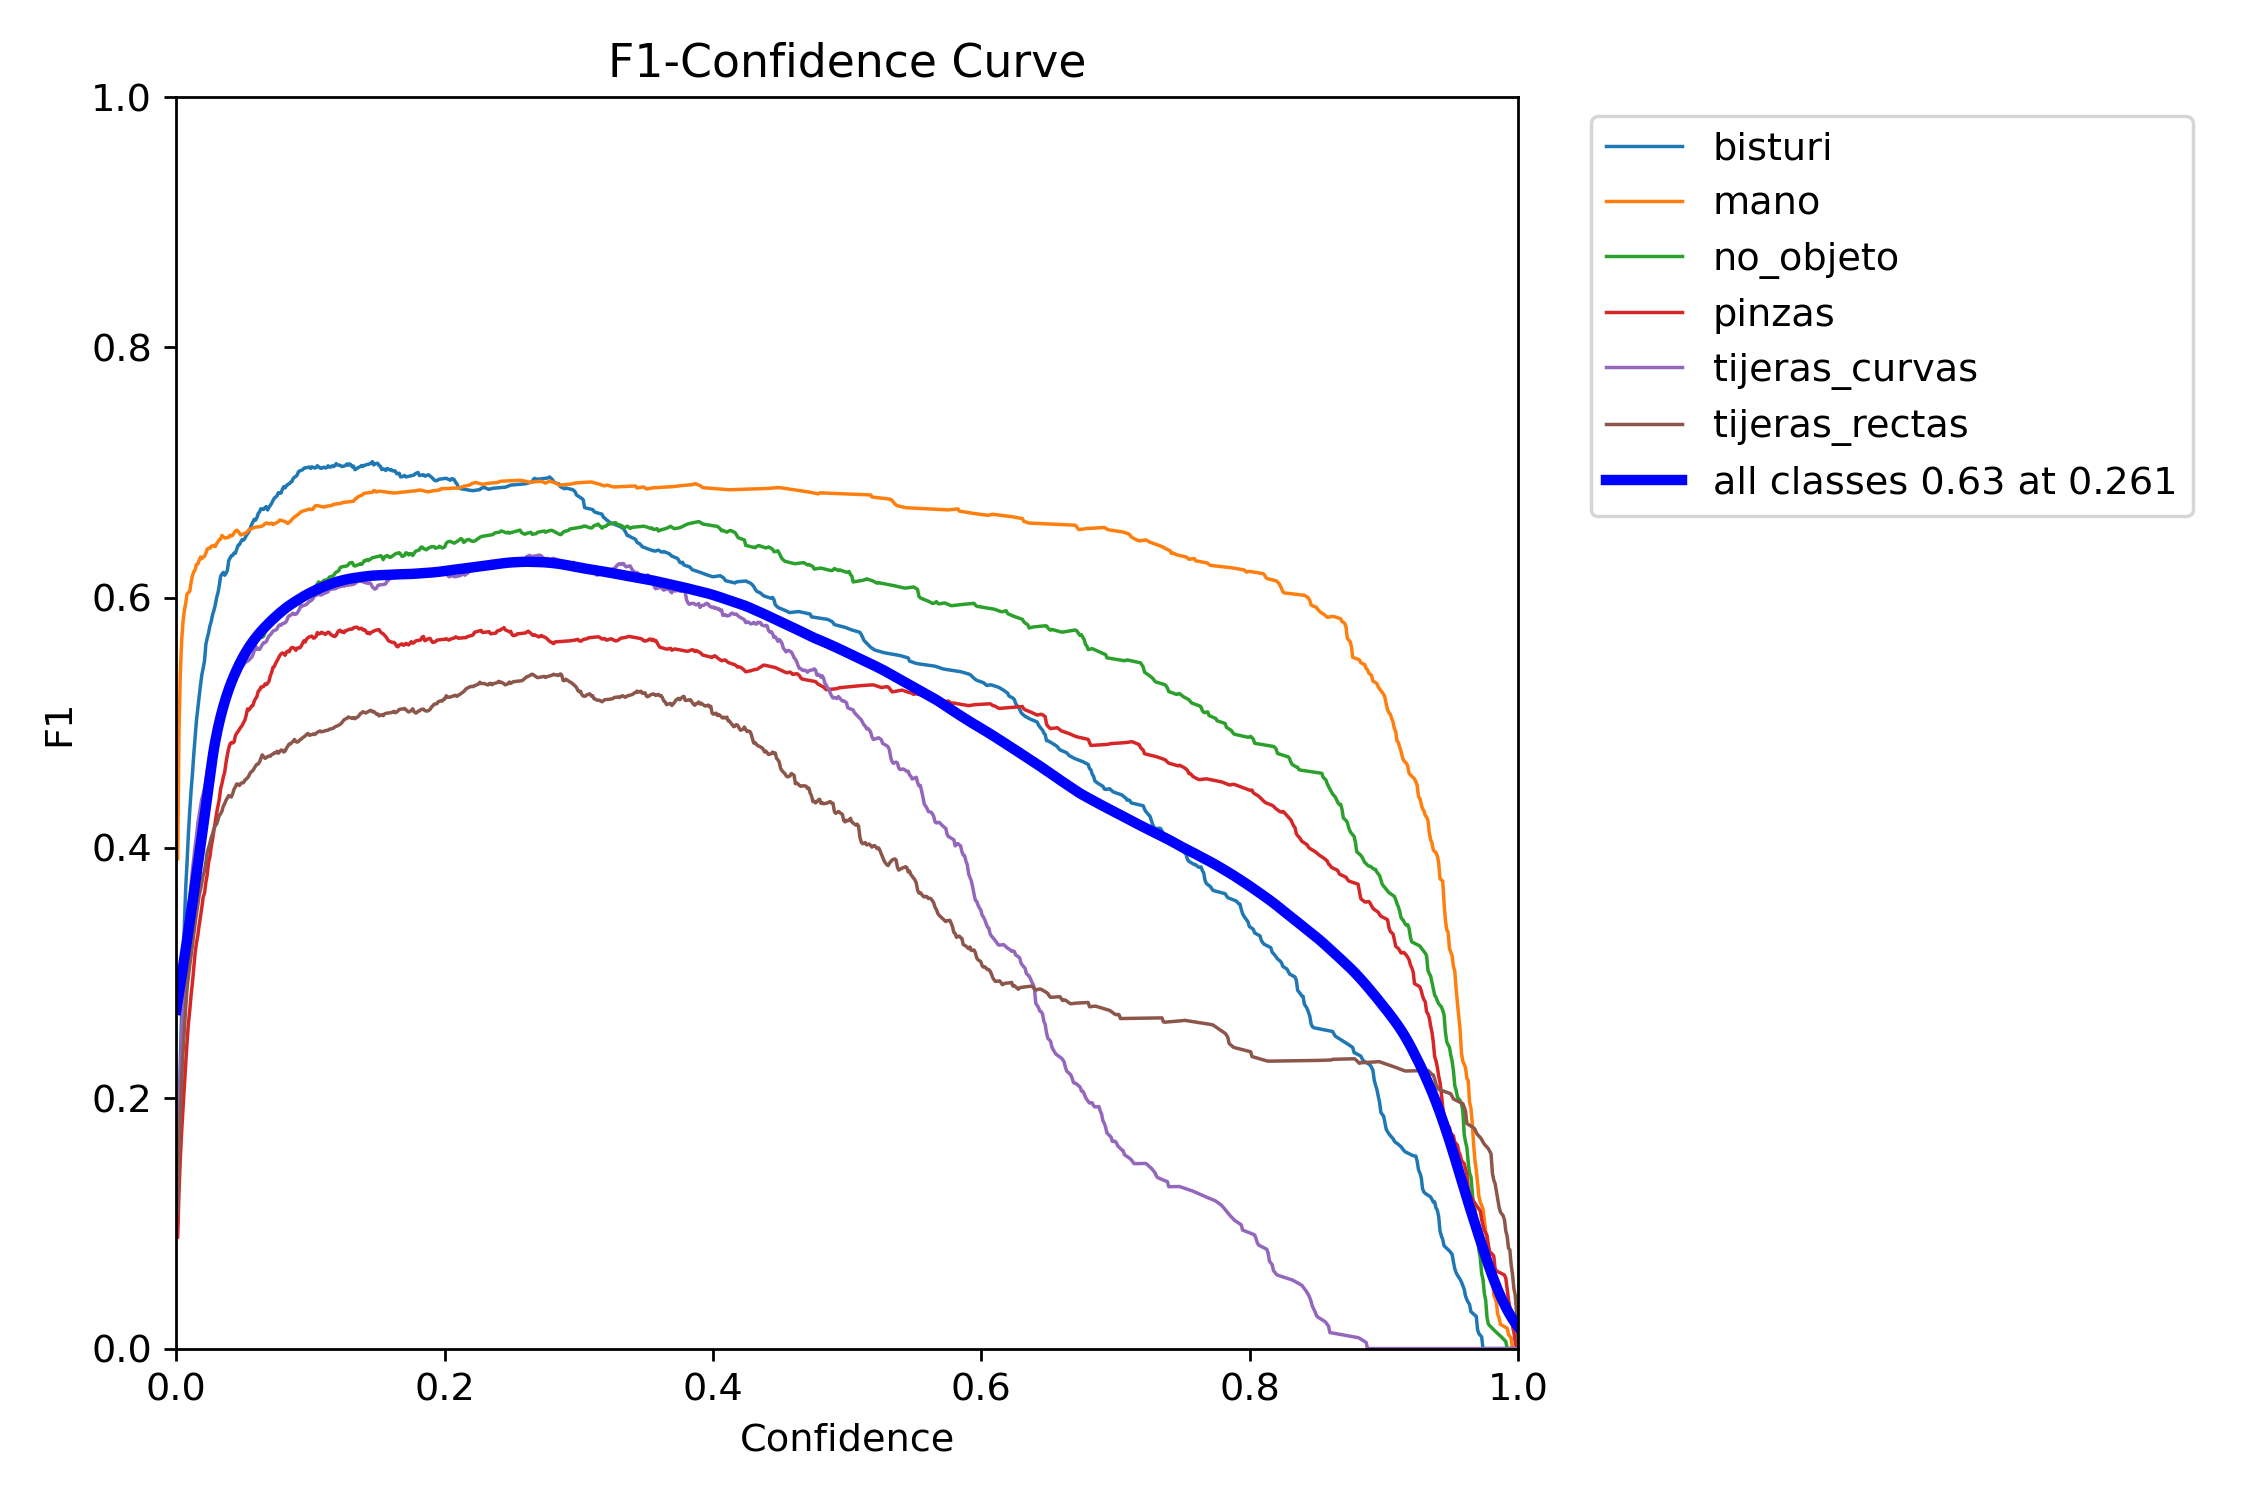 F1-Confidence Curve
1.0
0.8
0.6
0.4
0.2
0.0
F1
0.0 0.2 0.4 0.6 0.8 1.0
Confidence
bisturi
mano
no_objeto
pinzas
tijeras_curvas
tijeras_rectas
all classes 0.63 at 0.261